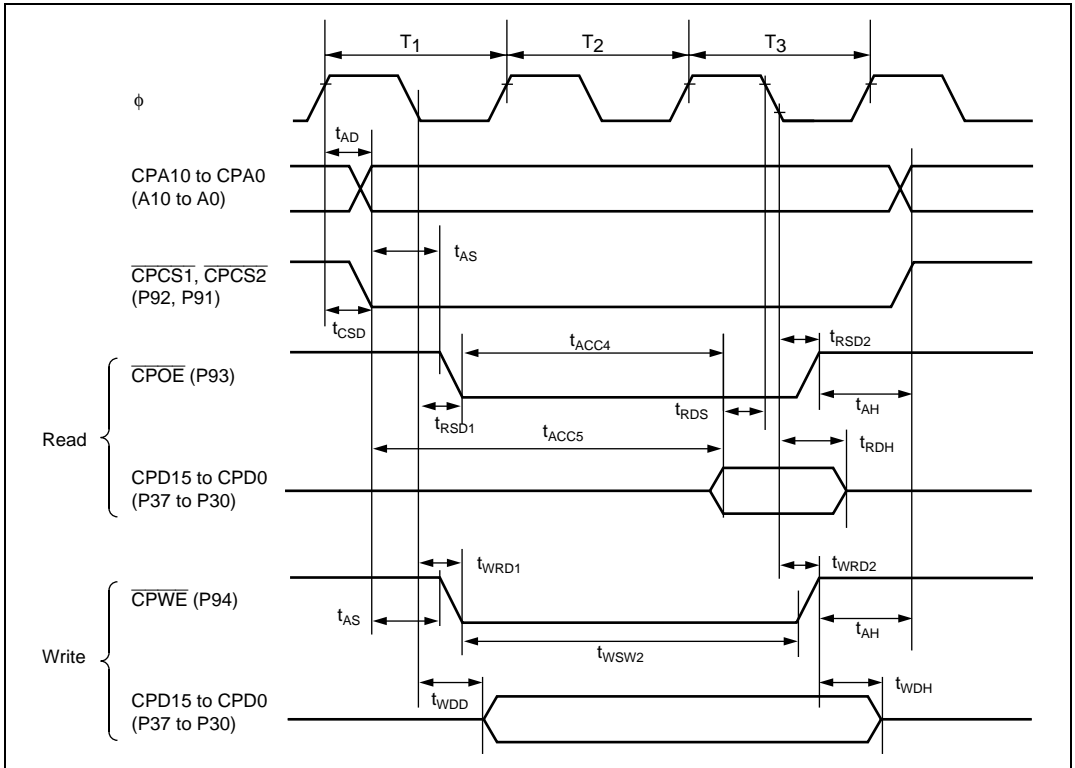 T1 T2 T3
φ
tAD
CPA10 to CPA0
(A10 to A0)
tAS
CPCS1, CPCS2
(P92, P91)
tCSD
tACC4 tRSD2
CPOE (P93)
tRSD1 tRDS tAH
Read
tACC5 tRDH
CPD15 to CPD0
(P37 to P30)
tWRD1 tWRD2
CPWE (P94)
tAS tAH
tWSW2
Write
tWDD tWDH
CPD15 to CPD0
(P37 to P30)